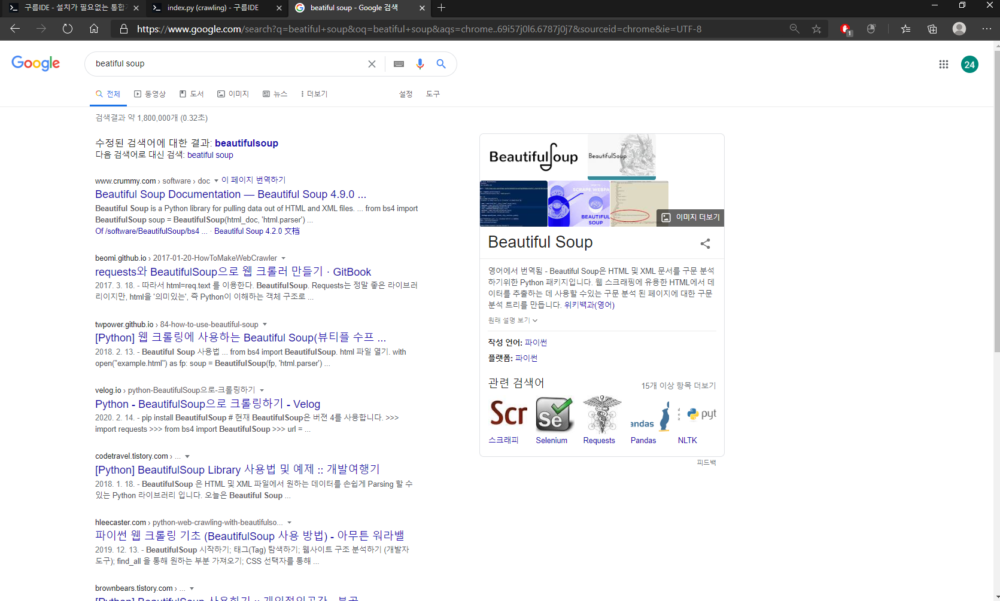 구름IDE - 설치가 필요없는 통합
index.py (crawling) - 구름IDE
beatiful soup - Google 검색
https://www.google.com/search?q=beatiful+soup&oq=beatiful+soup&aqs=chrome..69i57j0l6.6787j0j7&sourceid=chrome&ie=UTF-8
1
Google
beatiful soup
24
전체
동영상
도서
이미지
뉴스
더보기
설정
도구
검색결과 약 1,800,000개 (0.32초)
수정된 검색어에 대한 결과: beautifulsoup
다음 검색어로 대신 검색: beatiful soup
www.crummy.com › software › doc 이 페이지 번역하기
Beautiful Soup Documentation — Beautiful Soup 4.9.0 ...
Beautiful Soup is a Python library for pulling data out of HTML and XML files. ... from bs4 import
BeautifulSoup soup = BeautifulSoup(html_doc, 'html.parser') ...
Of /software/BeautifulSoup/bs4 ... · Beautiful Soup 4.2.0 文档
beomi.github.io › 2017-01-20-HowToMakeWebCrawler
requests와 BeautifulSoup으로 웹 크롤러 만들기 · GitBook
2017. 3. 18. - 따라서 html=req.text 를 이용한다. BeautifulSoup. Requests는 정말 좋은 라이브러
리이지만, html을 '의미있는', 즉 Python이 이해하는 객체 구조로 ...
twpower.github.io › 84-how-to-use-beautiful-soup
[Python] 웹 크롤링에 사용하는 Beautiful Soup(뷰티플 수프 ...
2018. 2. 13. - Beautiful Soup 사용법 ... from bs4 import BeautifulSoup. html 파일 열기. with
open("example.html") as fp: soup = BeautifulSoup(fp, 'html.parser') ...
velog.io › python-BeautifulSoup으로-크롤링하기
Python - BeautifulSoup으로 크롤링하기 - Velog
2020. 2. 14. - pip install BeautifulSoup # 현재 BeautifulSoup은 버젼 4를 사용합니다. >>>
import requests >>> from bs4 import BeautifulSoup >>> url = ...
codetravel.tistory.com › ...
[Python] BeautifulSoup Library 사용법 및 예제 :: 개발여행기
2018. 1. 18. - BeautifulSoup 은 HTML 및 XML 파일에서 원하는 데이터를 손쉽게 Parsing 할 수
있는 Python 라이브러리 입니다. 오늘은 Beautiful Soup ...
hleecaster.com › python-web-crawling-with-beautifulso...
파이썬 웹 크롤링 기초 (BeautifulSoup 사용 방법) - 아무튼 워라밸
2019. 12. 13. - BeautifulSoup 시작하기; 태그(Tag) 탐색하기; 웹사이트 구조 분석하기 (개발자
도구); find_all 을 통해 원하는 부분 가져오기; CSS 선택자를 통해 ...
brownbears.tistory.com › ...
[Python] BeautifulSoup 사용하기
BeautifulSoup
BeautifulSoup
SCRAPE WEBPA
BEAUTIFUL
SOUP
이미지 더보기
Beautiful Soup
영어에서 번역됨 - Beautiful Soup은 HTML 및 XML 문서를 구문 분석
하기위한 Python 패키지입니다. 웹 스크래핑에 유용한 HTML에서 데
이터를 추출하는 데 사용할 수있는 구문 분석 된 페이지에 대한 구문
분석 트리를 만듭니다. 위키백과(영어)
원래 설명 보기
작성 언어: 파이썬
플랫폼: 파이썬
관련 검색어
15개 이상 항목 더보기
Scr
Se
andas
pyt
스크래피
Selenium
Requests
Pandas
NLTK
피드백